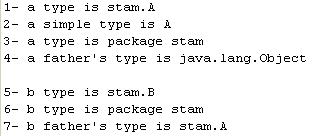 1- a type is stam.A
2- a simple type is A
3- a type is package stam
4- a father's type is java.lang.Object
5- b type is stam.B
6- b type is package stam
7- b father's type is stam.A